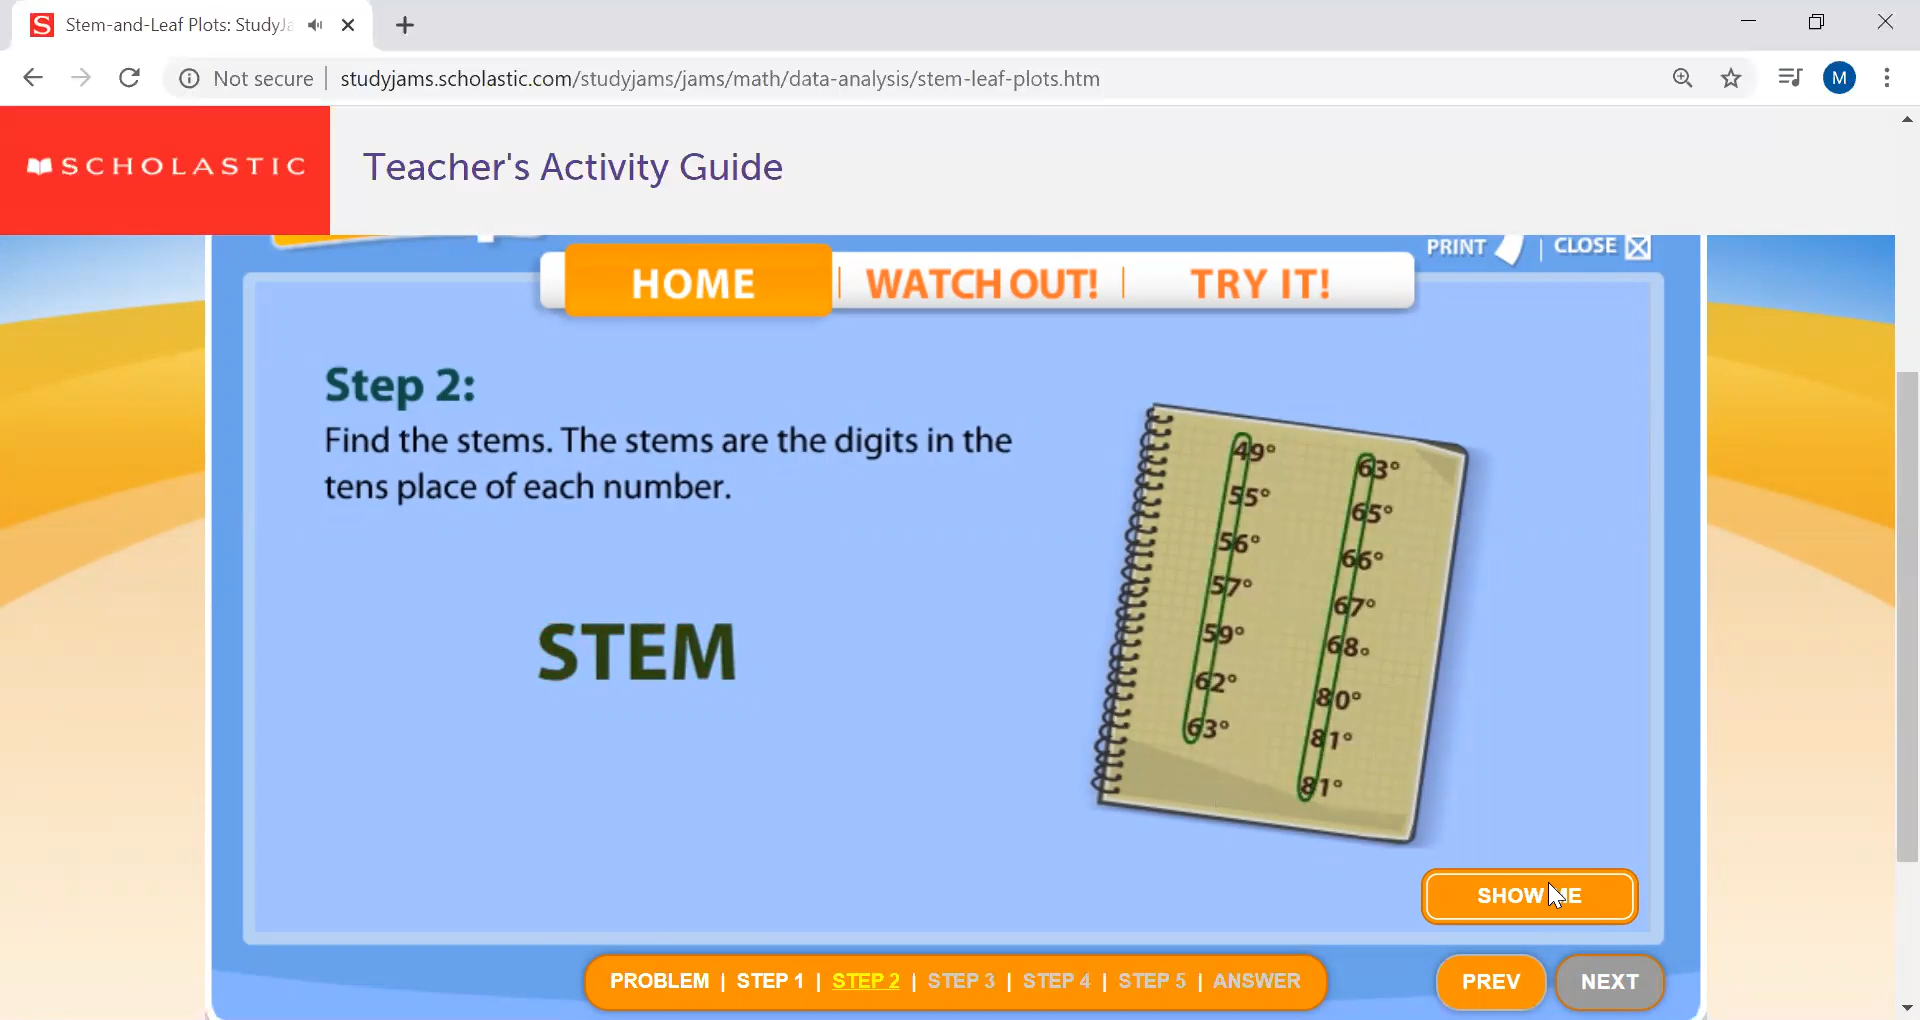 Stem-and-Leaf Plots: StudyJa
Not secure
studyjams.scholastic.com/studyjams/jams/math/data-analysis/stem-leaf-plots.htm
M
SCHOLASTIC
Teacher's Activity Guide
PRINT | CLOSE
HOME | WATCH OUT! | TRY IT!
Step 2:
Find the stems. The stems are the digits in the
tens place of each number.
STEM
49°
55°
56°
57°
59°
62°
63°
63°
65°
66°
67°
68°
80°
81°
81°
SHOW ME
PROBLEM | STEP 1 | STEP 2 | STEP 3 | STEP 4 | STEP 5 | ANSWER
PREV
NEXT